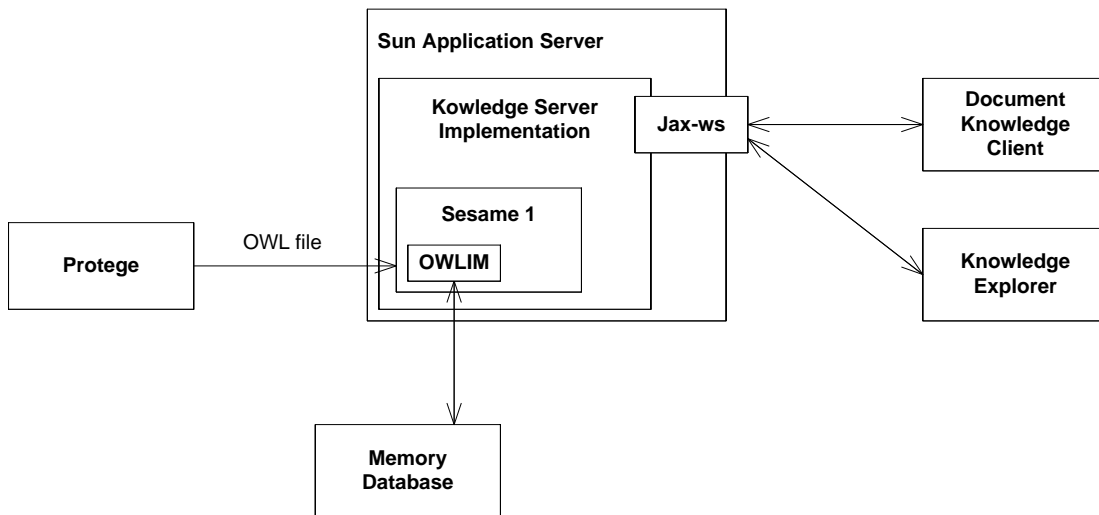 Sun Application Server
Kowledge Server
Implementation
Jax-ws
Document
Knowledge
Client
Sesame 1
OWL file
Protege
OWLIM
Knowledge
Explorer
Memory
Database